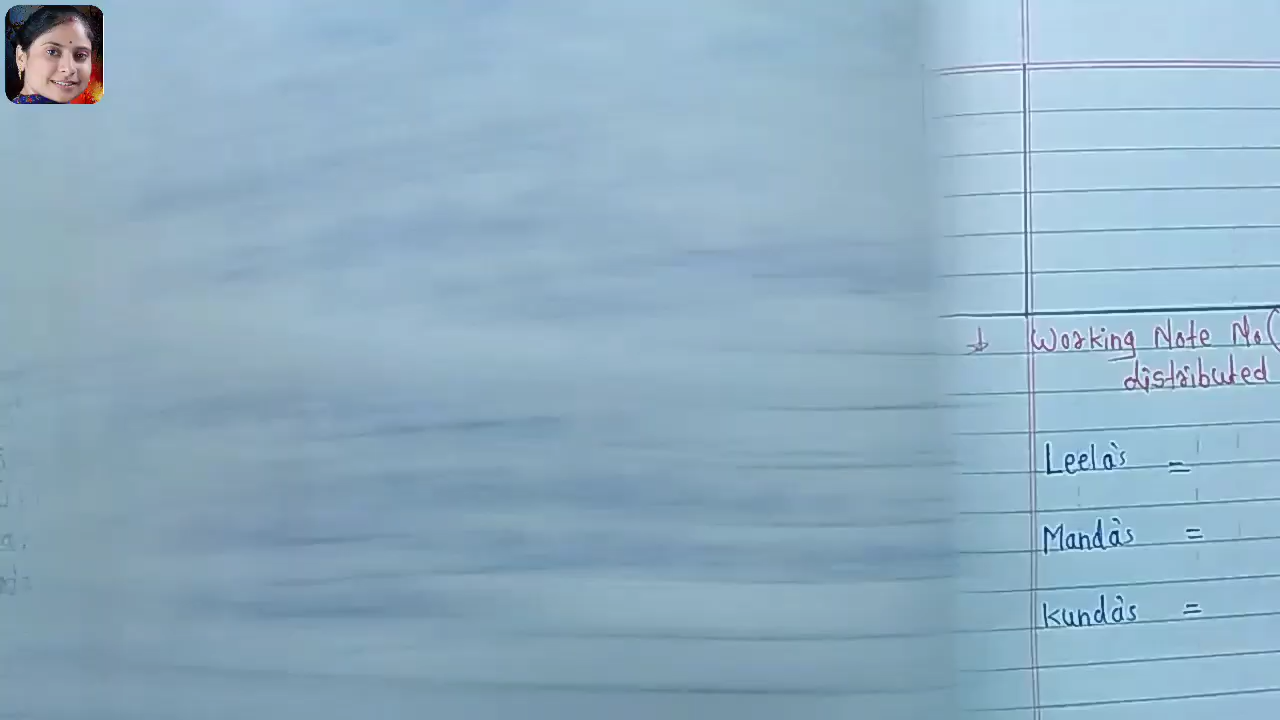 ↓ Working Note No(
distributed
Leela's =
Manda's =
Kunda's =